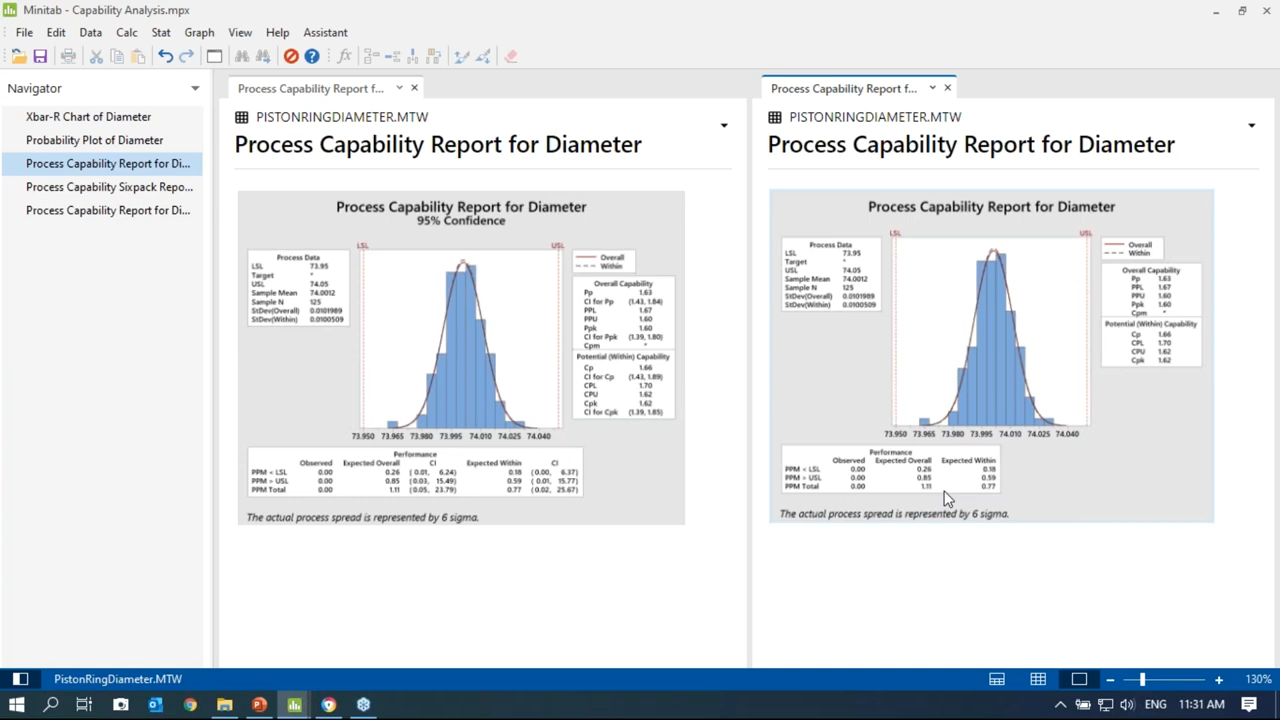 Minitab - Capability Analysis.mpx
File Edit Data Calc Stat Graph View Help Assistant
Navigator
Xbar-R Chart of Diameter
Probability Plot of Diameter
Process Capability Report for Di...
Process Capability Sixpack Repo...
Process Capability Report for Di...
Process Capability Report f...
PISTONRINGDIAMETER.MTW
Process Capability Report for Diameter
Process Capability Report for Diameter
95% Confidence
LSL USL
Process Data
LSL 73.95
Target *
USL 74.05
Sample Mean 74.0012
Sample N 125
StDev(Overall) 0.0101989
StDev(Within) 0.0100509
Overall
Within
Overall Capability
Pp 1.63
CI for Pp (1.43, 1.84)
PPL 1.67
PPU 1.60
Ppk 1.60
CI for Ppk (1.39, 1.80)
Cpm *
Potential (Within) Capability
Cp 1.66
CI for Cp (1.43, 1.89)
CPL 1.70
CPU 1.62
Cpk 1.62
CI for Cpk (1.39, 1.85)
73.950 73.965 73.980 73.995 74.010 74.025 74.040
Performance
Observed Expected Overall CI Expected Within CI
PPM < LSL 0.00 0.26 ( 0.01, 6.24) 0.18 (0.00, 6.37)
PPM > USL 0.00 0.85 ( 0.03, 15.49) 0.59 ( 0.01, 15.77)
PPM Total 0.00 1.11 (0.05, 23.79) 0.77 ( 0.02, 25.67)
The actual process spread is represented by 6 sigma.
Process Capability Report f...
PISTONRINGDIAMETER.MTW
Process Capability Report for Diameter
Process Capability Report for Diameter
LSL USL
Process Data
LSL 73.95
Target *
USL 74.05
Sample Mean 74.0012
Sample N 125
StDev(Overall) 0.0101989
StDev(Within) 0.0100509
Overall
Within
Overall Capability
Pp 1.63
PPL 1.67
PPU 1.60
Ppk 1.60
Cpm *
Potential (Within) Capability
Cp 1.66
CPL 1.70
CPU 1.62
Cpk 1.62
73.950 73.965 73.980 73.995 74.010 74.025 74.040
Performance
Observed Expected Overall Expected Within
PPM < LSL 0.00 0.26 0.18
PPM > USL 0.00 0.85 0.59
PPM Total 0.00 1.11 0.77
The actual process spread is represented by 6 sigma.
PistonRingDiameter.MTW
130%
ENG 11:31 AM